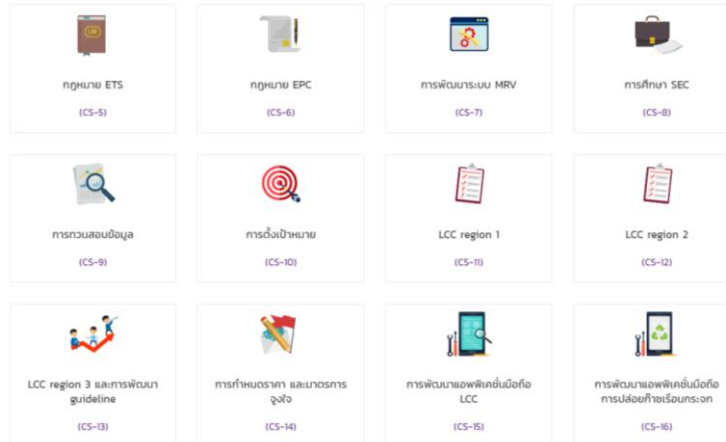 กฎหมาย ETS
(CS-5)
กฎหมาย EPC
(CS-6)
การพัฒนาระบบ MRV
(CS-7)
การศึกษา SEC
(CS-8)
การทวนสอบข้อมูล
(CS-9)
การตั้งเป้าหมาย
(CS-10)
LCC region 1
(CS-11)
LCC region 2
(CS-12)
LCC region 3 และการพัฒนา
guideline
(CS-13)
การกำหนดราคา และมาตรการ
จูงใจ
(CS-14)
การพัฒนาแอพพิเคชั่นมือถือ
LCC
(CS-15)
การพัฒนาแอพพิเคชั่นมือถือ
การปล่อยก๊าซเรือนกระจก
(CS-16)